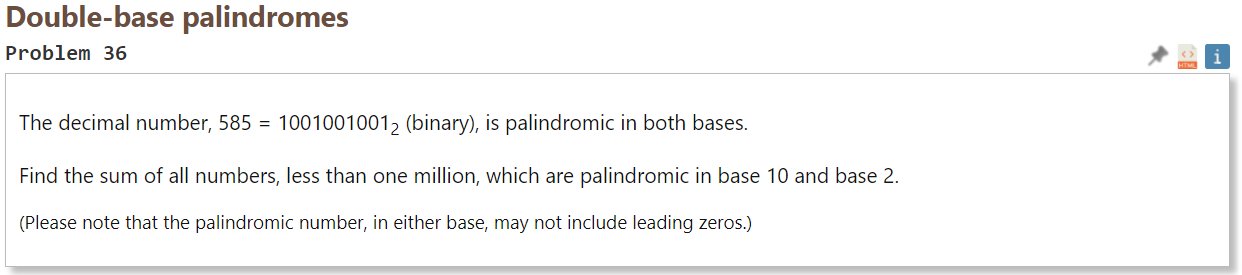 Double-base palindromes
Problem 36
HTML
i
The decimal number, 585 = 1001001001₂ (binary), is palindromic in both bases.
Find the sum of all numbers, less than one million, which are palindromic in base 10 and base 2.
(Please note that the palindromic number, in either base, may not include leading zeros.)